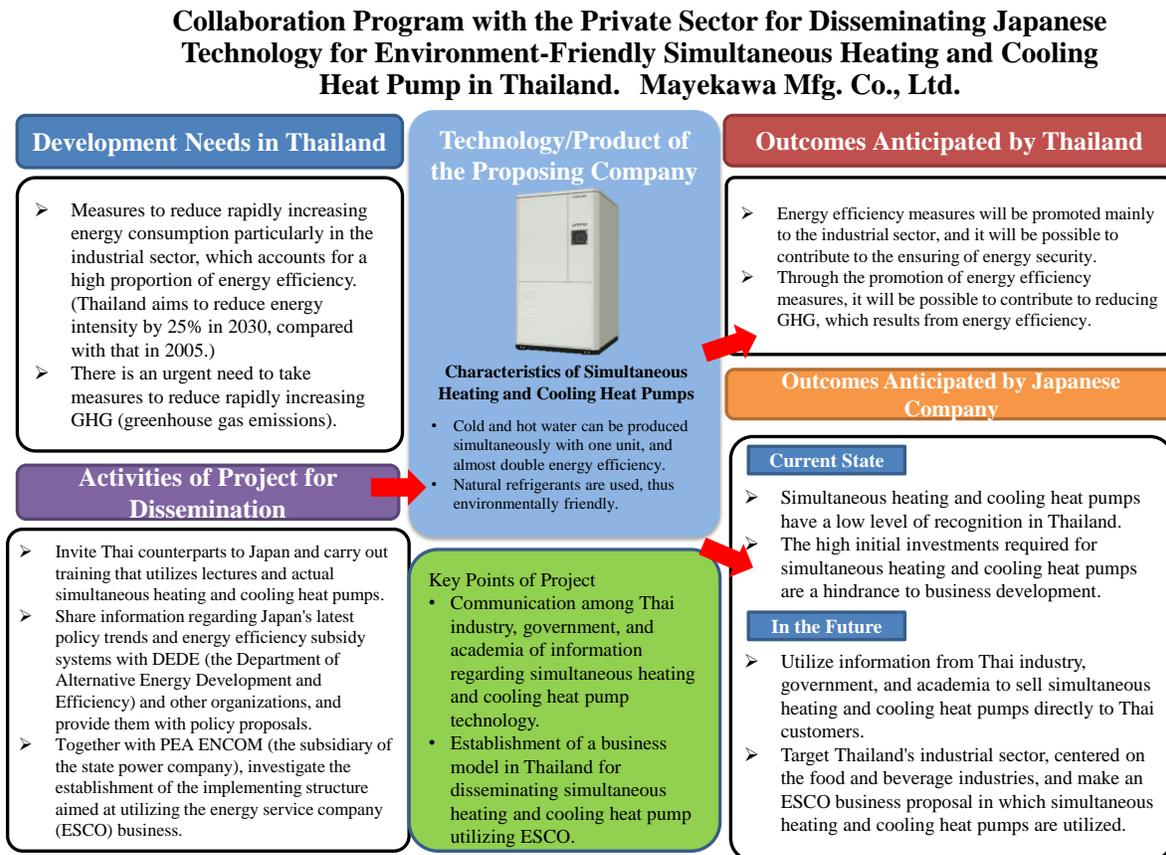 Collaboration Program with the Private Sector for Disseminating Japanese
Technology for Environment-Friendly Simultaneous Heating and Cooling
Heat Pump in Thailand. Mayekawa Mfg. Co., Ltd.
Development Needs in Thailand
➢ Measures to reduce rapidly increasing
energy consumption particularly in the
industrial sector, which accounts for a
high proportion of energy efficiency.
(Thailand aims to reduce energy
intensity by 25% in 2030, compared
with that in 2005.)
➢ There is an urgent need to take
measures to reduce rapidly increasing
GHG (greenhouse gas emissions).
Activities of Project for
Dissemination
➢ Invite Thai counterparts to Japan and carry out
training that utilizes lectures and actual
simultaneous heating and cooling heat pumps.
➢ Share information regarding Japan's latest
policy trends and energy efficiency subsidy
systems with DEDE (the Department of
Alternative Energy Development and
Efficiency) and other organizations, and
provide them with policy proposals.
➢ Together with PEA ENCOM (the subsidiary of
the state power company), investigate the
establishment of the implementing structure
aimed at utilizing the energy service company
(ESCO) business.
Technology/Product of
the Proposing Company
Characteristics of Simultaneous
Heating and Cooling Heat Pumps
• Cold and hot water can be produced
simultaneously with one unit, and
almost double energy efficiency.
• Natural refrigerants are used, thus
environmentally friendly.
Key Points of Project
• Communication among Thai
industry, government, and
academia of information
regarding simultaneous heating
and cooling heat pump
technology.
• Establishment of a business
model in Thailand for
disseminating simultaneous
heating and cooling heat pump
utilizing ESCO.
Outcomes Anticipated by Thailand
➢ Energy efficiency measures will be promoted mainly
to the industrial sector, and it will be possible to
contribute to the ensuring of energy security.
➢ Through the promotion of energy efficiency
measures, it will be possible to contribute to reducing
GHG, which results from energy efficiency.
Outcomes Anticipated by Japanese
Company
Current State
➢ Simultaneous heating and cooling heat pumps
have a low level of recognition in Thailand.
➢ The high initial investments required for
simultaneous heating and cooling heat pumps
are a hindrance to business development.
In the Future
➢ Utilize information from Thai industry,
government, and academia to sell simultaneous
heating and cooling heat pumps directly to Thai
customers.
➢ Target Thailand's industrial sector, centered on
the food and beverage industries, and make an
ESCO business proposal in which simultaneous
heating and cooling heat pumps are utilized.